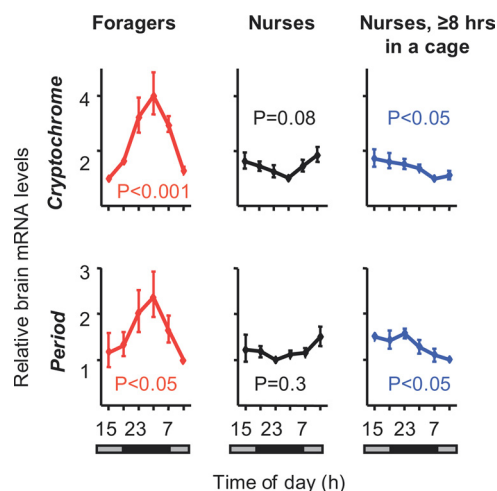 Foragers
Nurses
Nurses, ≥8 hrs
in a cage
Relative brain mRNA levels
Cryptochrome
4
2
P<0.001
P=0.08
P<0.05
Period
3
2
1
P<0.05
P=0.3
P<0.05
15 23 7
15 23 7
15 23 7
Time of day (h)